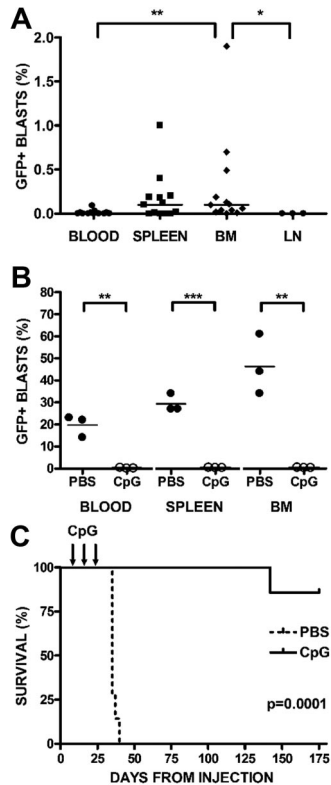 A
GFP+ BLASTS (%)
2.0
1.5
1.0
0.5
0.0
** *
BLOOD SPLEEN BM LN
B
GFP+ BLASTS (%)
80
70
60
50
40
30
20
10
0
** *** **
PBS CpG PBS CpG PBS CpG
BLOOD SPLEEN BM
C
CpG
SURVIVAL (%)
100
75
50
25
0
PBS
CpG
p=0.0001
0 25 50 75 100 125 150 175
DAYS FROM INJECTION